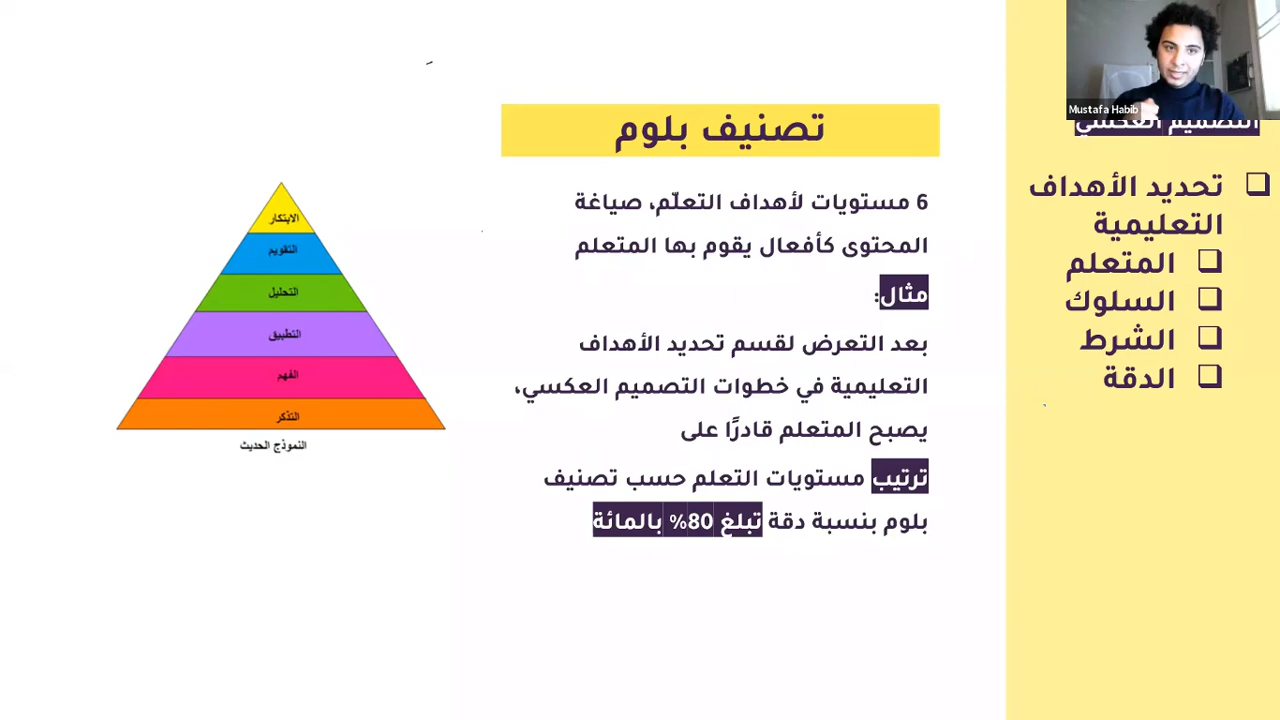 تصنيف بلوم
6 مستويات لأهداف التعلّم، صياغة
المحتوى كأفعال يقوم بها المتعلم
مثال:
بعد التعرض لقسم تحديد الأهداف
التعليمية في خطوات التصميم العكسي،
يصبح المتعلم قادرًا على
ترتيب مستويات التعلم حسب تصنيف
بلوم بنسبة دقة تبلغ 80% بالمائة
الابتكار
التقويم
التحليل
التطبيق
الفهم
التذكر
النموذج الحديث
Mustafa Habib
التصميم العكسي
تحديد الأهداف
التعليمية
المتعلم
السلوك
الشرط
الدقة